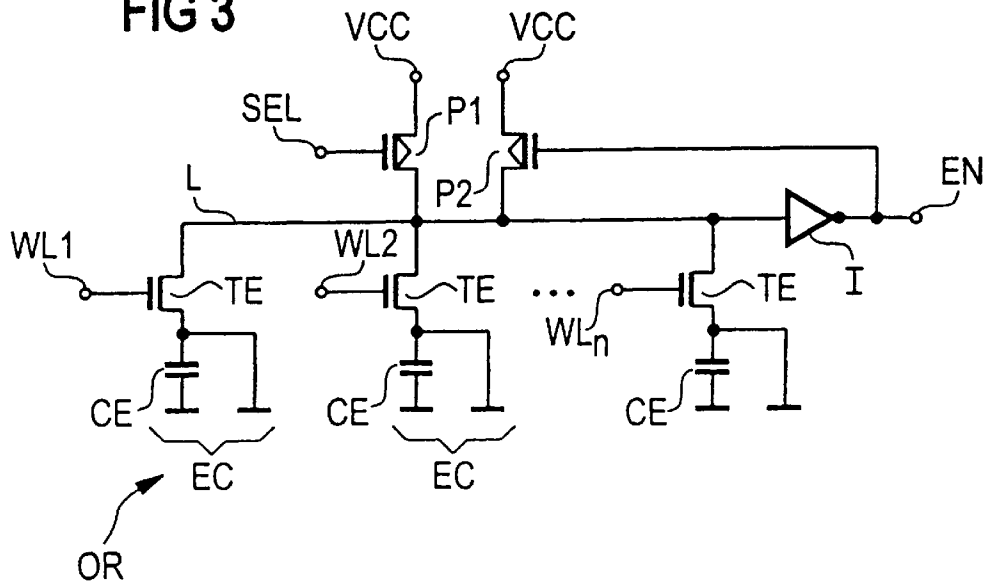 FIG 3
VCC VCC
SEL P1
P2 EN
L
WL1 WL2
TE TE ... TE I
WLn
CE CE CE
EC EC
OR